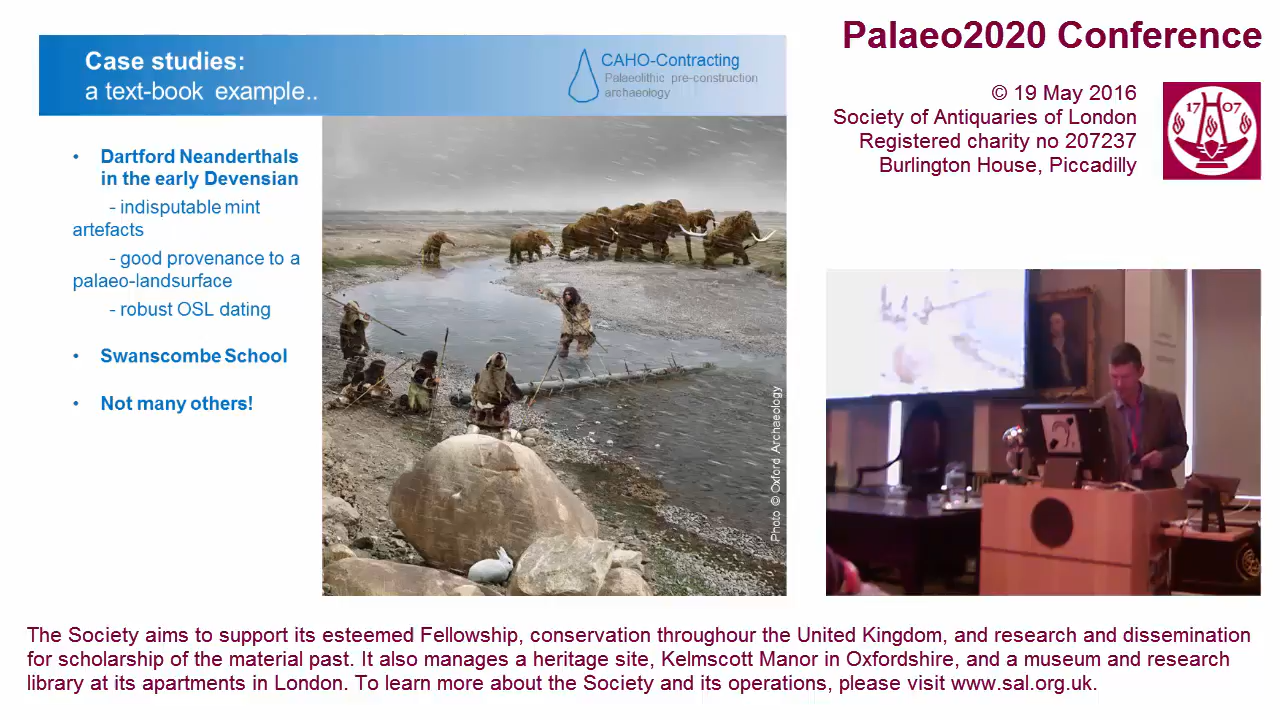 Case studies:
a text-book example..
CAHO-Contracting
Palaeolithic pre-construction
archaeology
• Dartford Neanderthals
in the early Devensian
- indisputable mint
artefacts
- good provenance to a
palaeo-landsurface
- robust OSL dating
• Swanscombe School
• Not many others!
Photo © Oxford Archaeology
Palaeo2020 Conference
© 19 May 2016
Society of Antiquaries of London
Registered charity no 207237
Burlington House, Piccadilly
17 07
The Society aims to support its esteemed Fellowship, conservation throughour the United Kingdom, and research and dissemination
for scholarship of the material past. It also manages a heritage site, Kelmscott Manor in Oxfordshire, and a museum and research
library at its apartments in London. To learn more about the Society and its operations, please visit www.sal.org.uk.